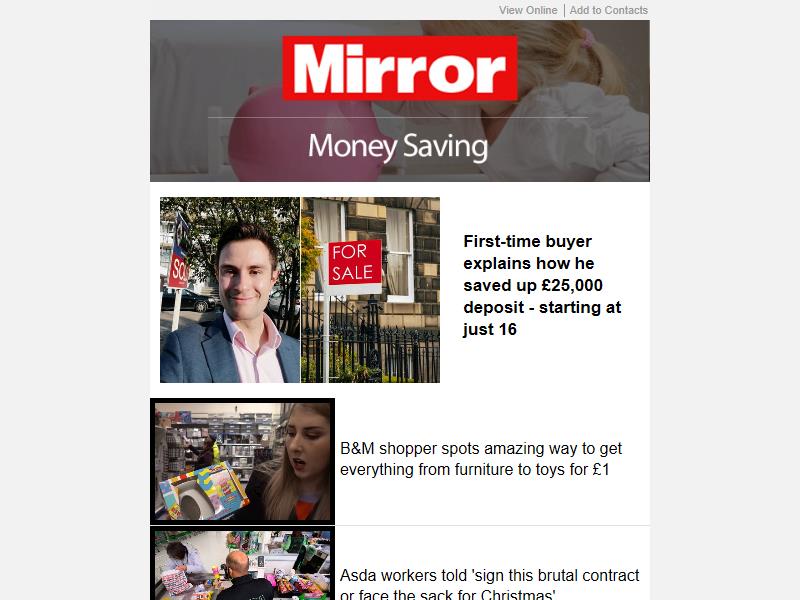 View Online | Add to Contacts
Mirror
Money Saving
SO
FOR
SALE
First-time buyer
explains how he
saved up £25,000
deposit - starting at
just 16
B&M shopper spots amazing way to get
everything from furniture to toys for £1
Asda workers told 'sign this brutal contract
or face the sack for Christmas'